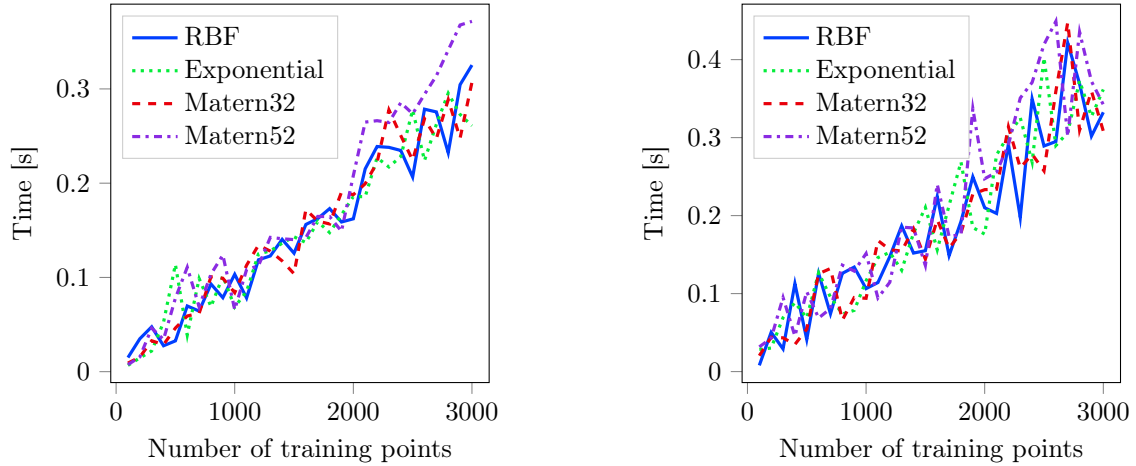 RBF
Exponential
Matern32
Matern52
0.3
0.2
0.1
0
0
1000
2000
3000
Time [s]
Number of training points
RBF
Exponential
Matern32
Matern52
0.4
0.3
0.2
0.1
0
0
1000
2000
3000
Time [s]
Number of training points